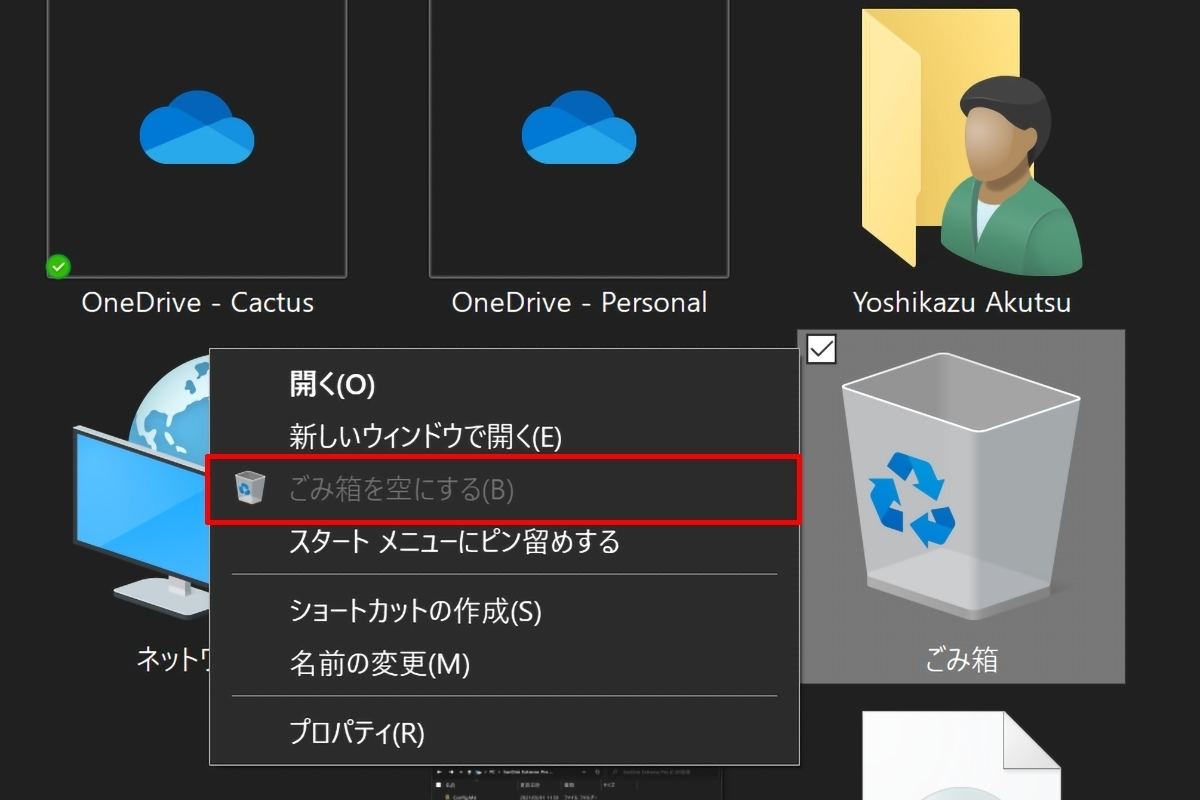 OneDrive - Cactus
OneDrive - Personal
Yoshikazu Akutsu
開く(O)
新しいウィンドウで開く(E)
ごみ箱を空にする(B)
スタート メニューにピン留めする
ショートカットの作成(S)
名前の変更(M)
プロパティ(R)
ネット
ごみ箱